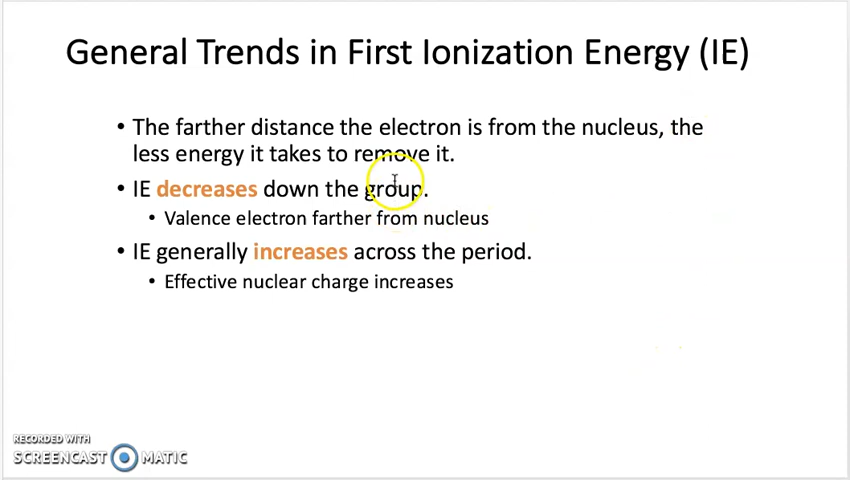 General Trends in First Ionization Energy (IE)
• The farther distance the electron is from the nucleus, the
less energy it takes to remove it.
• IE decreases down the group.
• Valence electron farther from nucleus
• IE generally increases across the period.
• Effective nuclear charge increases
RECORDED WITH
SCREENCAST MATIC